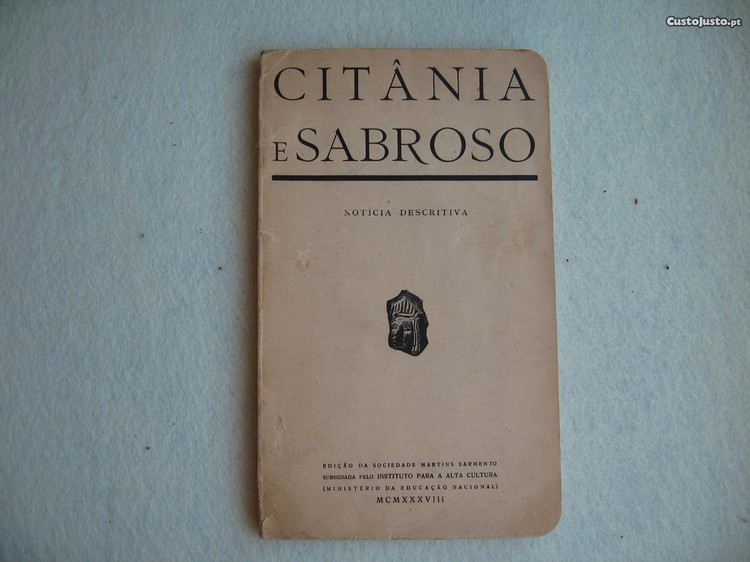 CustoJusto.pt
CITÂNIA
E SABROSO
NOTÍCIA DESCRITIVA
EDIÇÃO DA SOCIEDADE MARTINS SARMENTO
SUBSIDIADA PELO INSTITUTO PARA A ALTA CULTURA
(MINISTÉRIO DA EDUCAÇÃO NACIONAL)
MCMXXXVIII